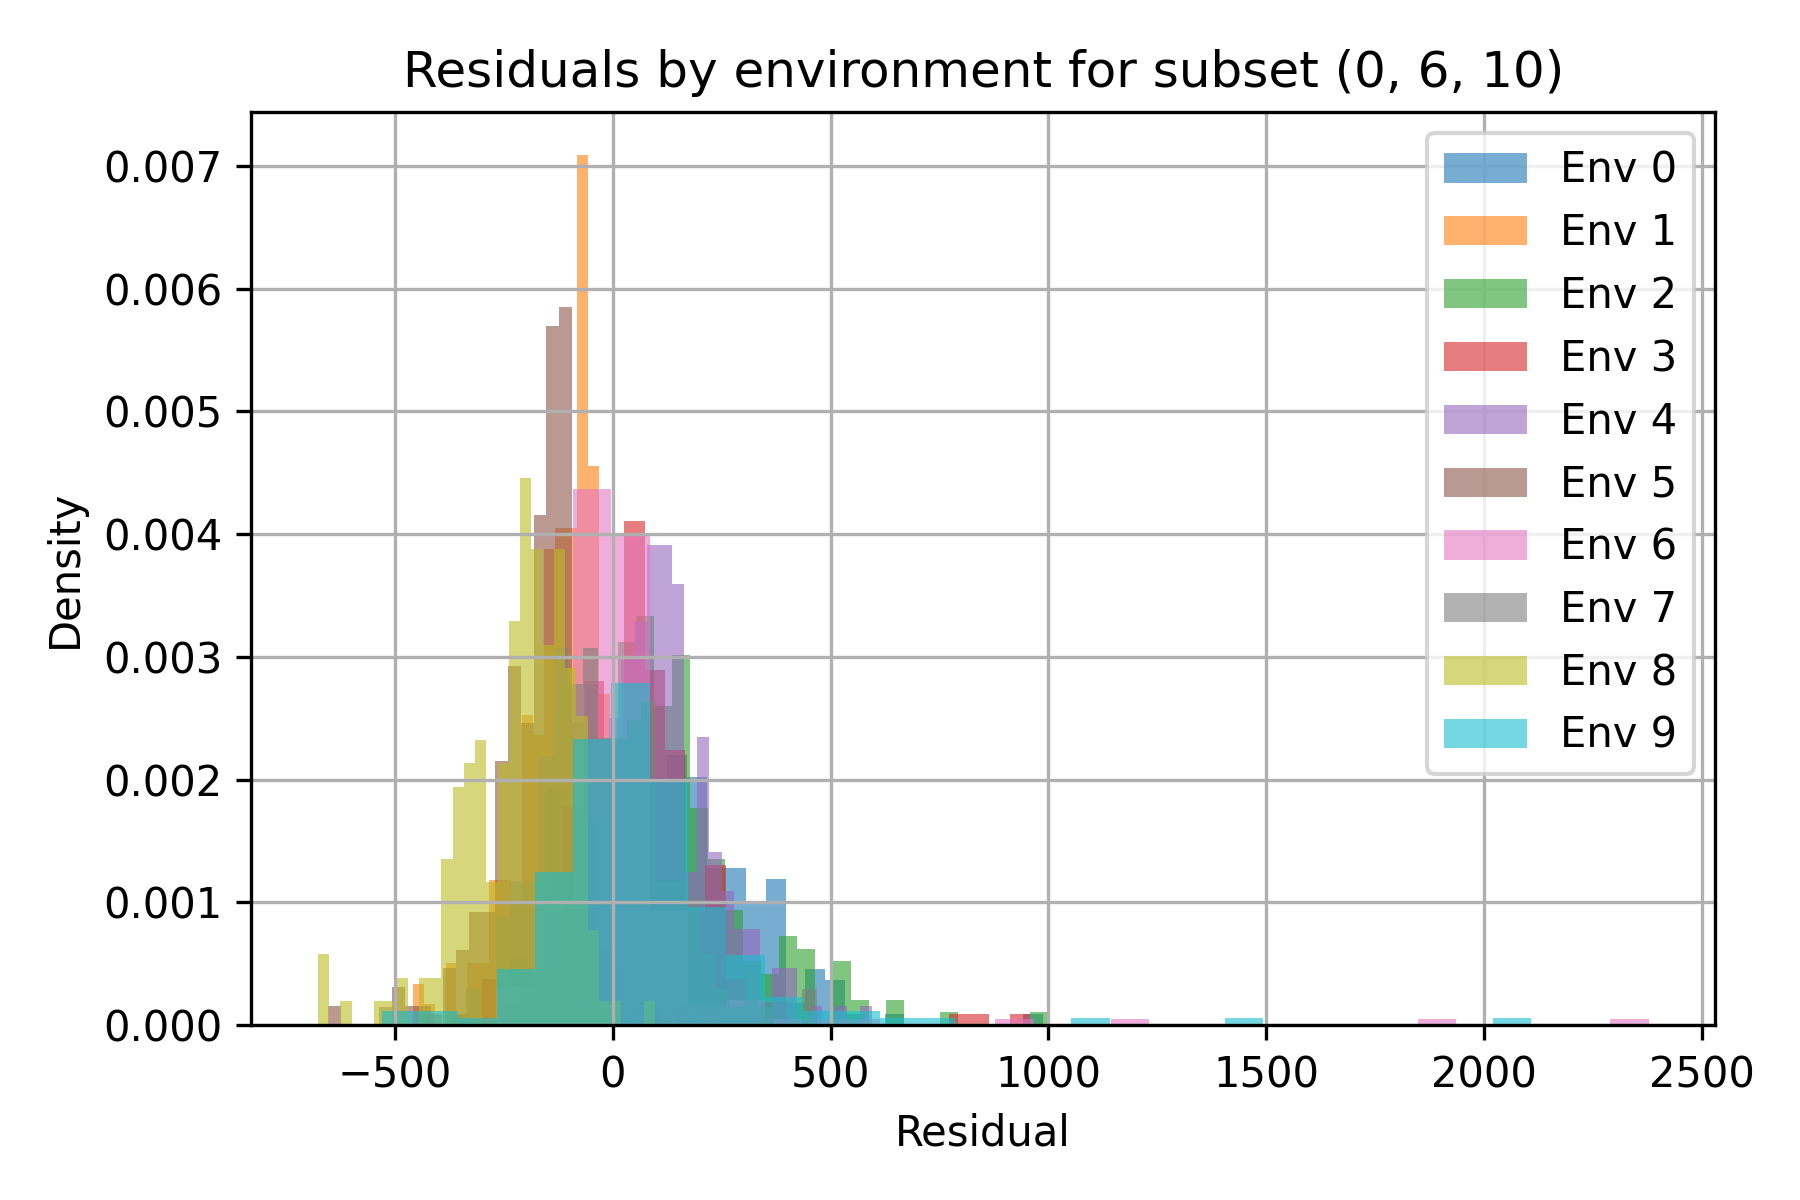 Residuals by environment for subset (0, 6, 10)
0.007
0.006
0.005
0.004
0.003
0.002
0.001
0.000
Density
Env 0
Env 1
Env 2
Env 3
Env 4
Env 5
Env 6
Env 7
Env 8
Env 9
−500 0 500 1000 1500 2000 2500
Residual